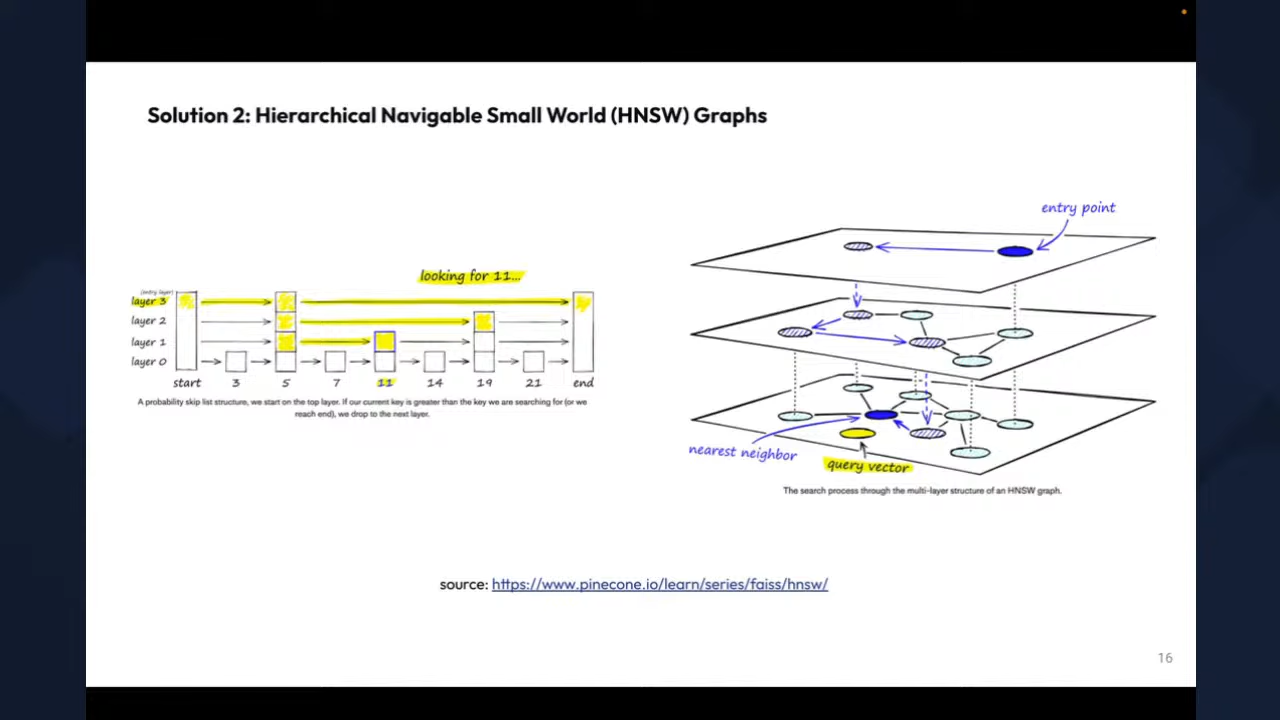 Solution 2: Hierarchical Navigable Small World (HNSW) Graphs
looking for 11...
(entry layer)
layer 3
layer 2
layer 1
layer 0
start 3 5 7 11 14 19 21 end
A probability skip list structure, we start on the top layer. If our current key is greater than the key we are searching for (or we
reach end), we drop to the next layer.
entry point
nearest neighbor
query vector
The search process through the multi-layer structure of an HNSW graph.
source: https://www.pinecone.io/learn/series/faiss/hnsw/
16